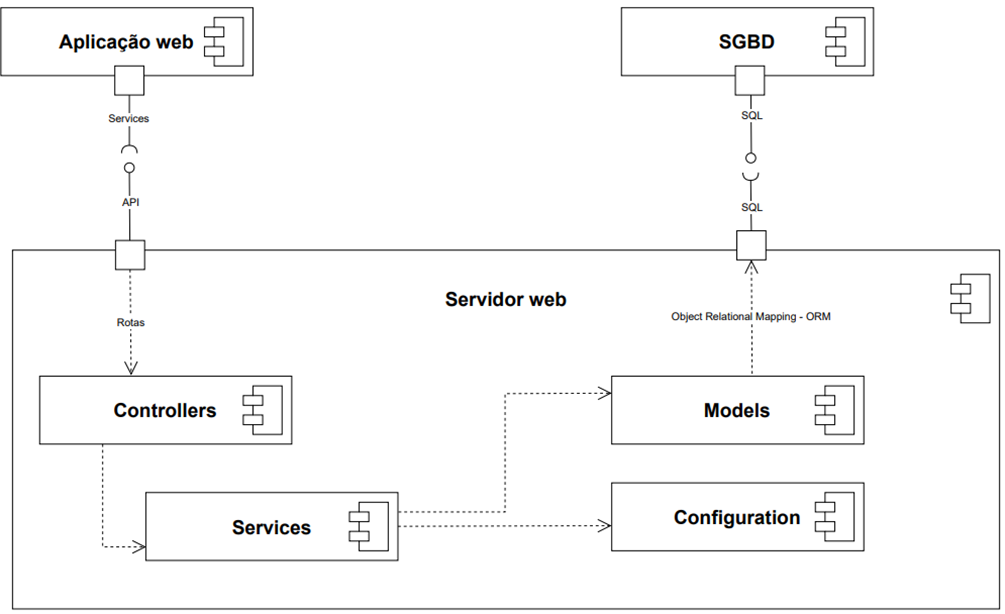 Aplicação web
SGBD
Services
SQL
API
SQL
Servidor web
Rotas
Object Relational Mapping - ORM
Controllers
Models
Services
Configuration